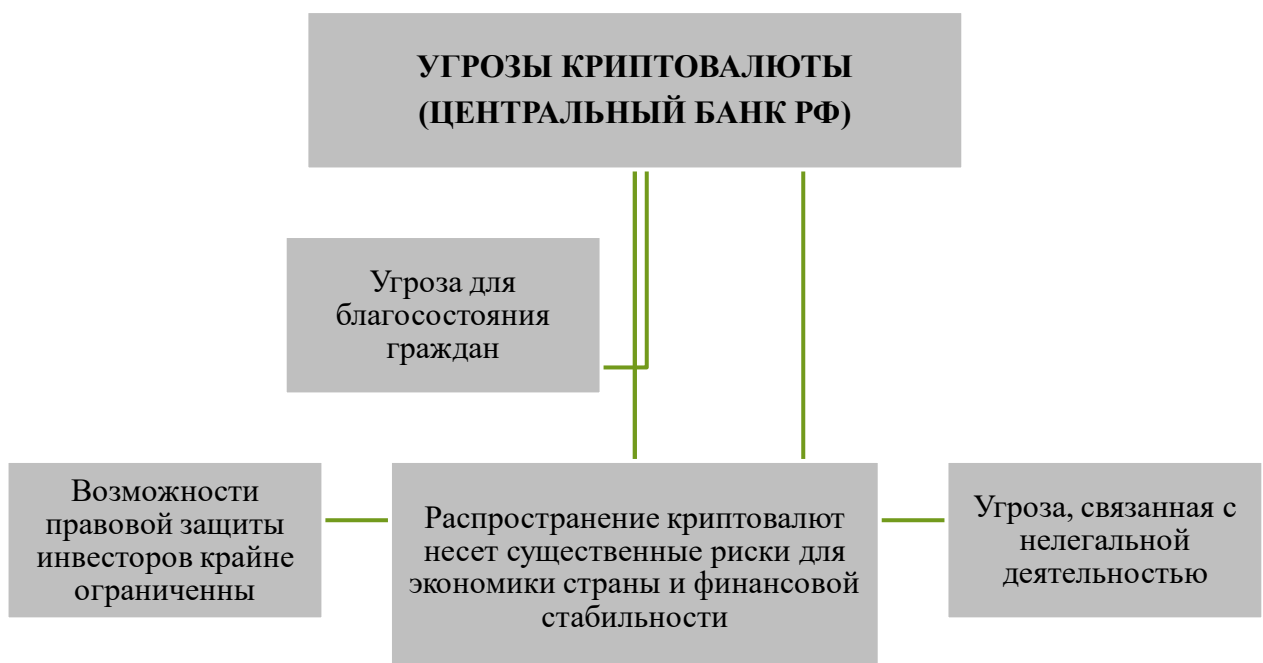 УГРОЗЫ КРИПТОВАЛЮТЫ
(ЦЕНТРАЛЬНЫЙ БАНК РФ)
Угроза для
благосостояния
граждан
Возможности
правовой защиты
инвесторов крайне
ограниченны
Распространение криптовалют
несет существенные риски для
экономики страны и финансовой
стабильности
Угроза, связанная с
нелегальной
деятельностью